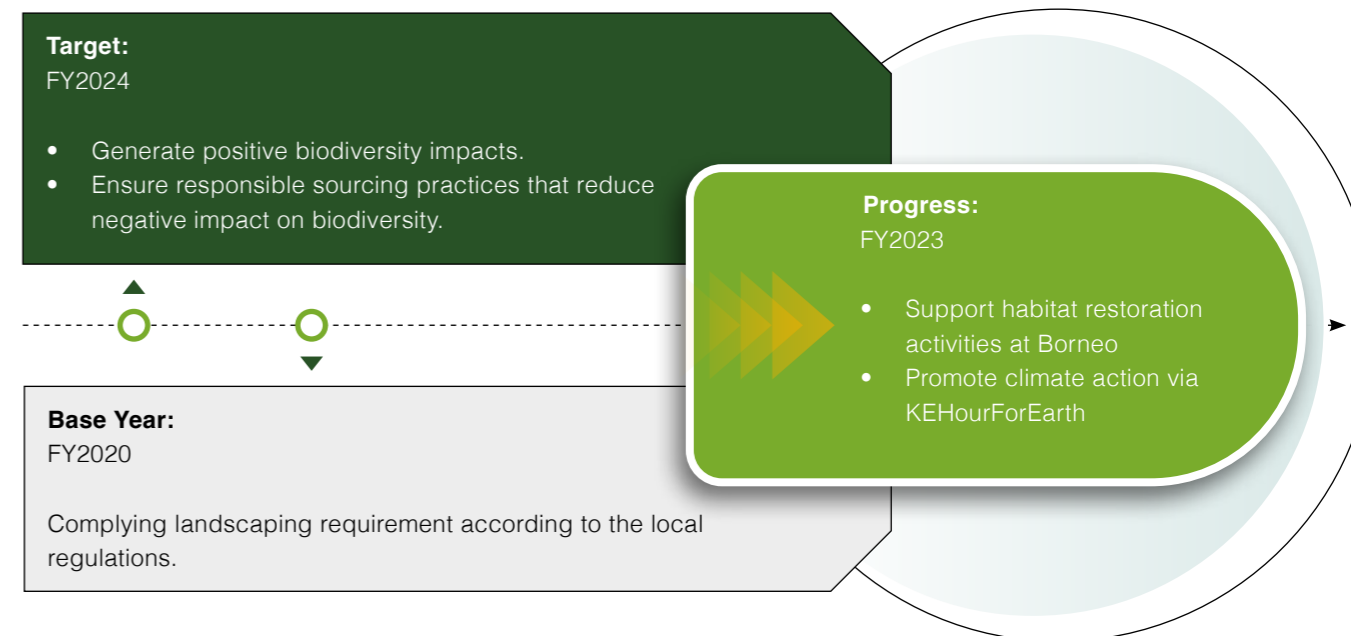 Target:
FY2024
• Generate positive biodiversity impacts.
• Ensure responsible sourcing practices that reduce
negative impact on biodiversity.
Progress:
FY2023
• Support habitat restoration
activities at Borneo
• Promote climate action via
KEHourForEarth
Base Year:
FY2020
Complying landscaping requirement according to the local
regulations.